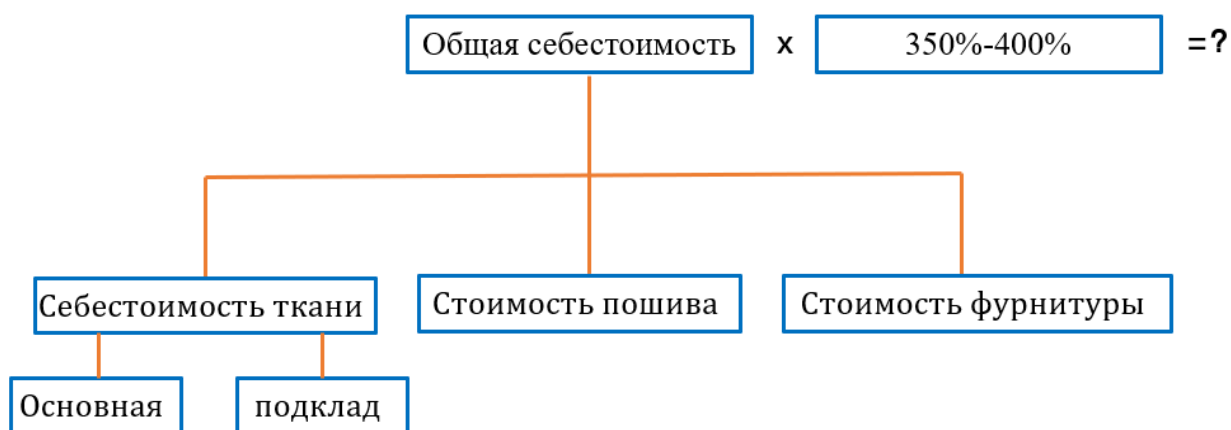 Общая себестоимость x 350%-400% =?
Себестоимость ткани Стоимость пошива Стоимость фурнитуры
Основная подклад